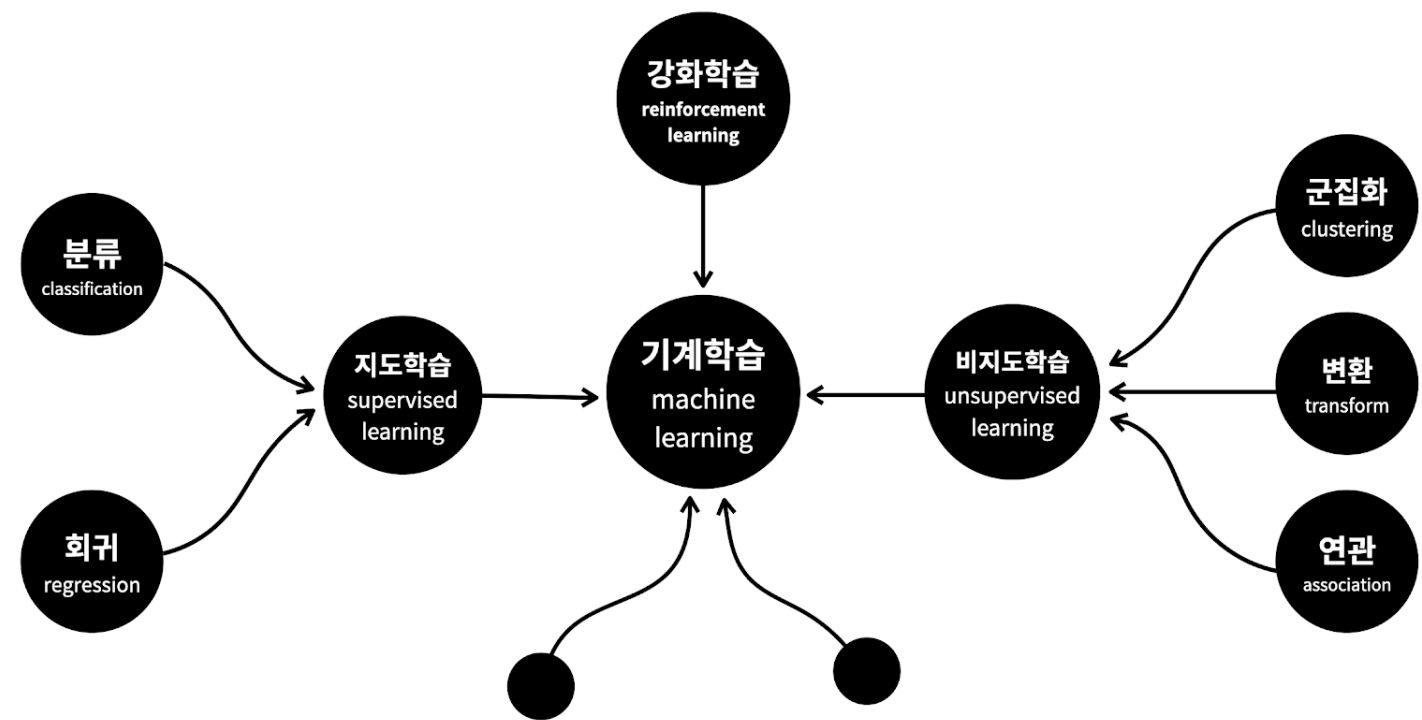 강화학습
reinforcement
learning
분류
classification
지도학습
supervised
learning
회귀
regression
기계학습
machine
learning
비지도학습
unsupervised
learning
군집화
clustering
변환
transform
연관
association